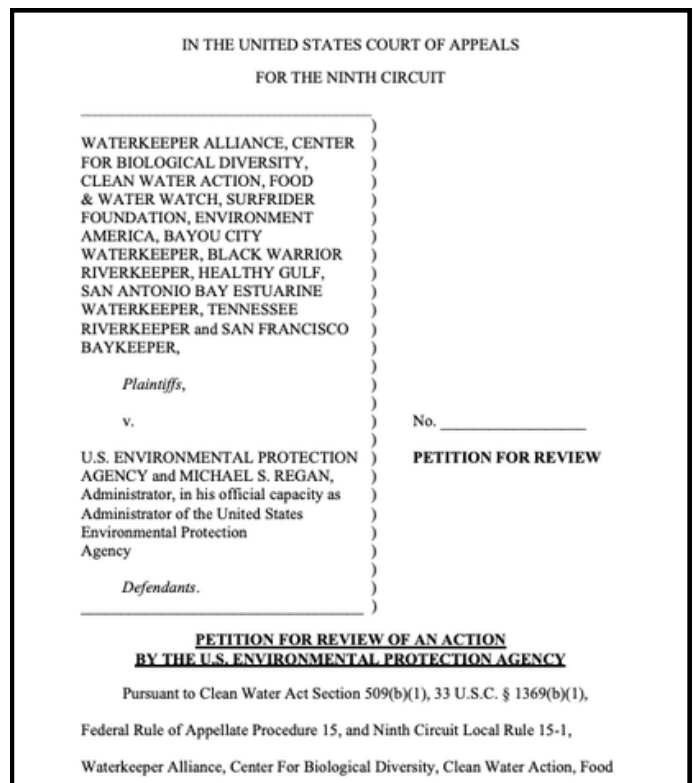 IN THE UNITED STATES COURT OF APPEALS
FOR THE NINTH CIRCUIT
WATERKEEPER ALLIANCE, CENTER )
FOR BIOLOGICAL DIVERSITY, )
CLEAN WATER ACTION, FOOD )
& WATER WATCH, SURFRIDER )
FOUNDATION, ENVIRONMENT )
AMERICA, BAYOU CITY )
WATERKEEPER, BLACK WARRIOR )
RIVERKEEPER, HEALTHY GULF, )
SAN ANTONIO BAY ESTUARINE )
WATERKEEPER, TENNESSEE )
RIVERKEEPER and SAN FRANCISCO )
BAYKEEPER, )
Plaintiffs, )
v. ) No. ____________________
U.S. ENVIRONMENTAL PROTECTION ) PETITION FOR REVIEW
AGENCY and MICHAEL S. REGAN, )
Administrator, in his official capacity as )
Administrator of the United States )
Environmental Protection )
Agency )
Defendants. )
PETITION FOR REVIEW OF AN ACTION
BY THE U.S. ENVIRONMENTAL PROTECTION AGENCY
Pursuant to Clean Water Act Section 509(b)(1), 33 U.S.C. § 1369(b)(1),
Federal Rule of Appellate Procedure 15, and Ninth Circuit Local Rule 15-1,
Waterkeeper Alliance, Center For Biological Diversity, Clean Water Action, Food